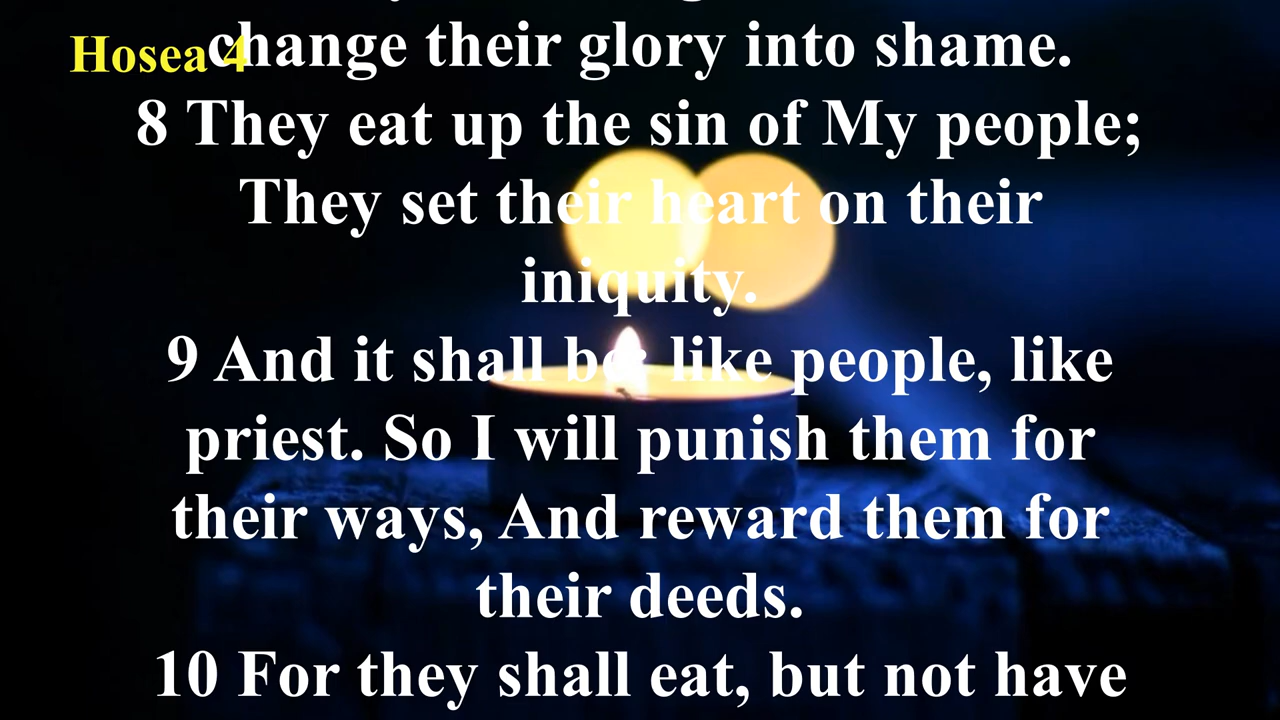 Hosea 4
change their glory into shame.
8 They eat up the sin of My people;
They set their heart on their
iniquity.
9 And it shall be: like people, like
priest. So I will punish them for
their ways, And reward them for
their deeds.
10 For they shall eat, but not have